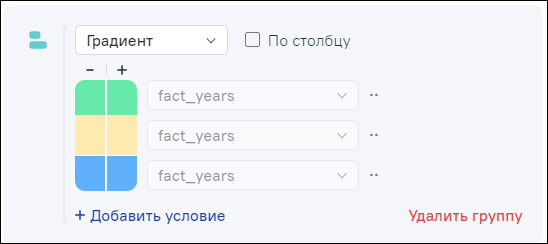 Градиент
По столбцу
− +
fact_years
fact_years
fact_years
+ Добавить условие
Удалить группу